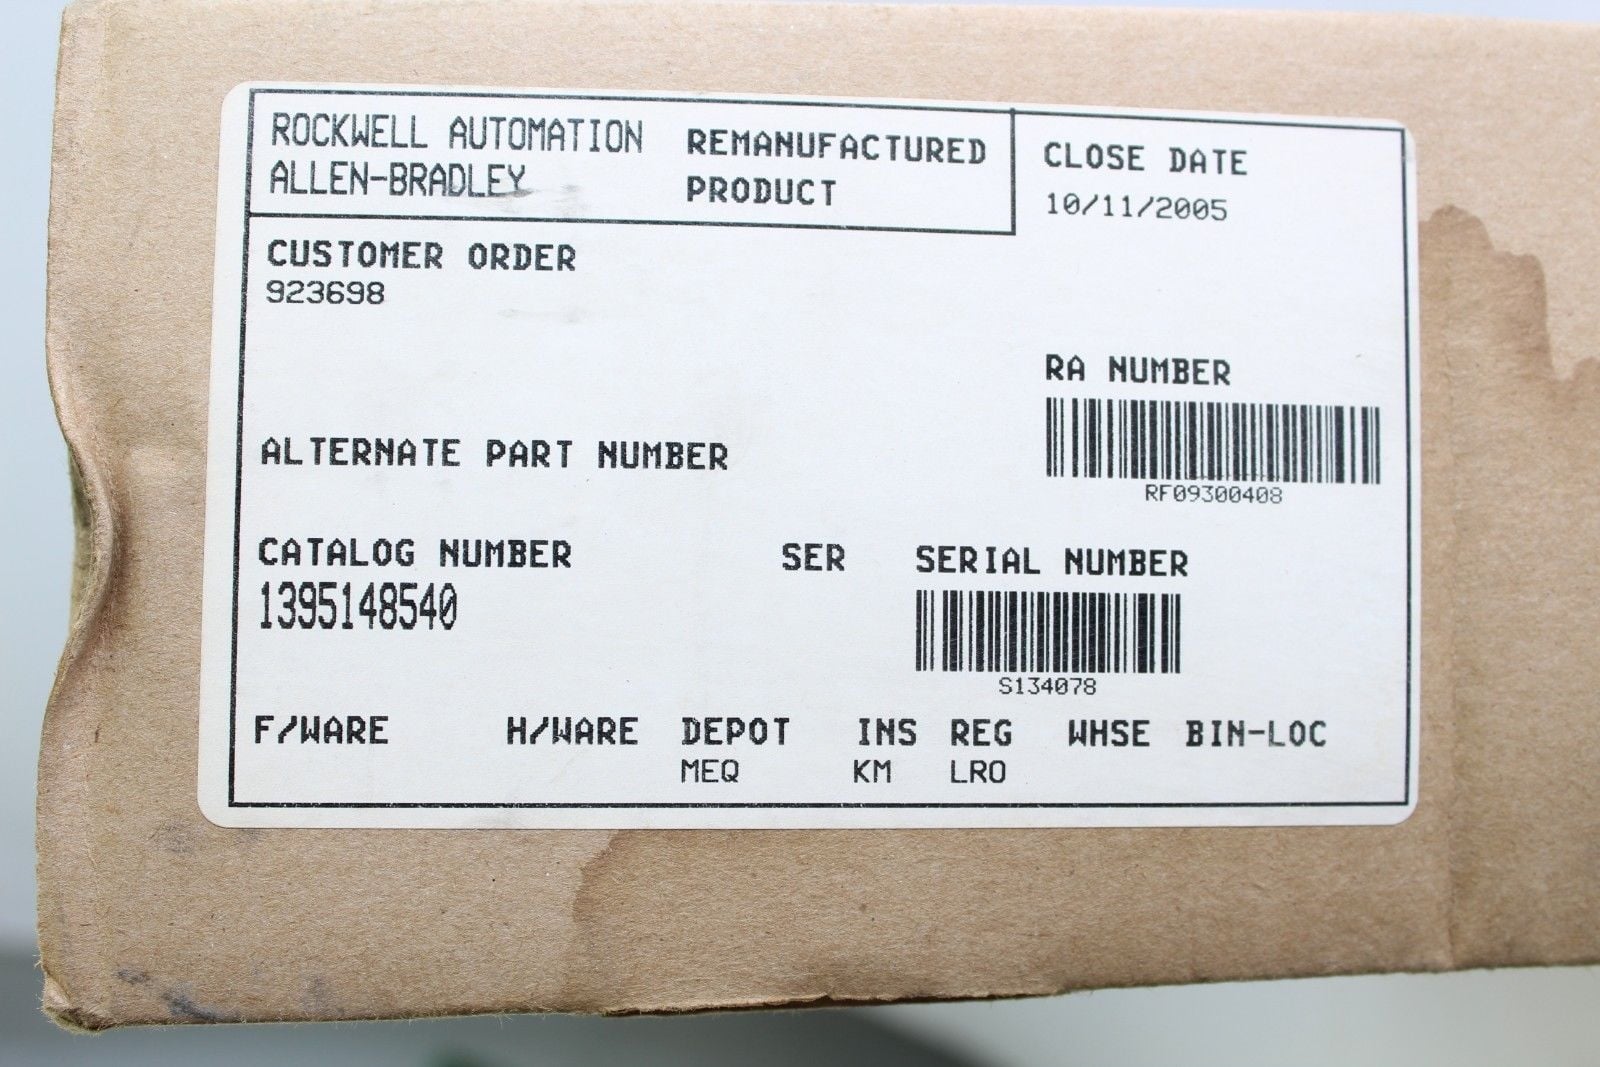 ROCKWELL AUTOMATION
ALLEN-BRADLEY
REMANUFACTURED
PRODUCT
CLOSE DATE
10/11/2005
CUSTOMER ORDER
923698
RA NUMBER
RF09300408
ALTERNATE PART NUMBER
CATALOG NUMBER
1395148540
SER
SERIAL NUMBER
S134078
F/WARE H/WARE DEPOT INS REG WHSE BIN-LOC
MEQ KM LRO